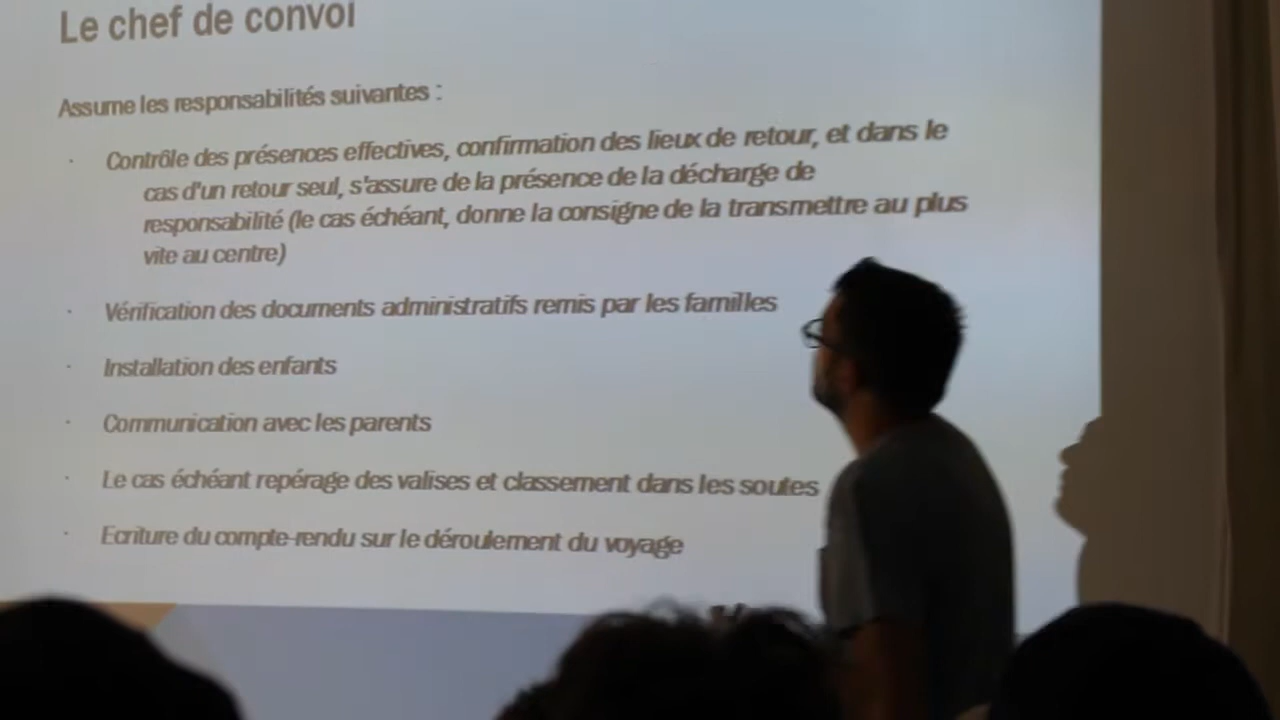 Le chef de convoi
Assume les responsabilités suivantes :
· Contrôle des présences effectives, confirmation des lieux de retour, et dans le
cas d'un retour seul, s'assure de la présence de la décharge de
responsabilité (le cas échéant, donne la consigne de la transmettre au plus
vite au centre)
· Vérification des documents administratifs remis par les familles
· Installation des enfants
· Communication avec les parents
· Le cas échéant repérage des valises et classement dans les soutes
· Ecriture du compte-rendu sur le déroulement du voyage